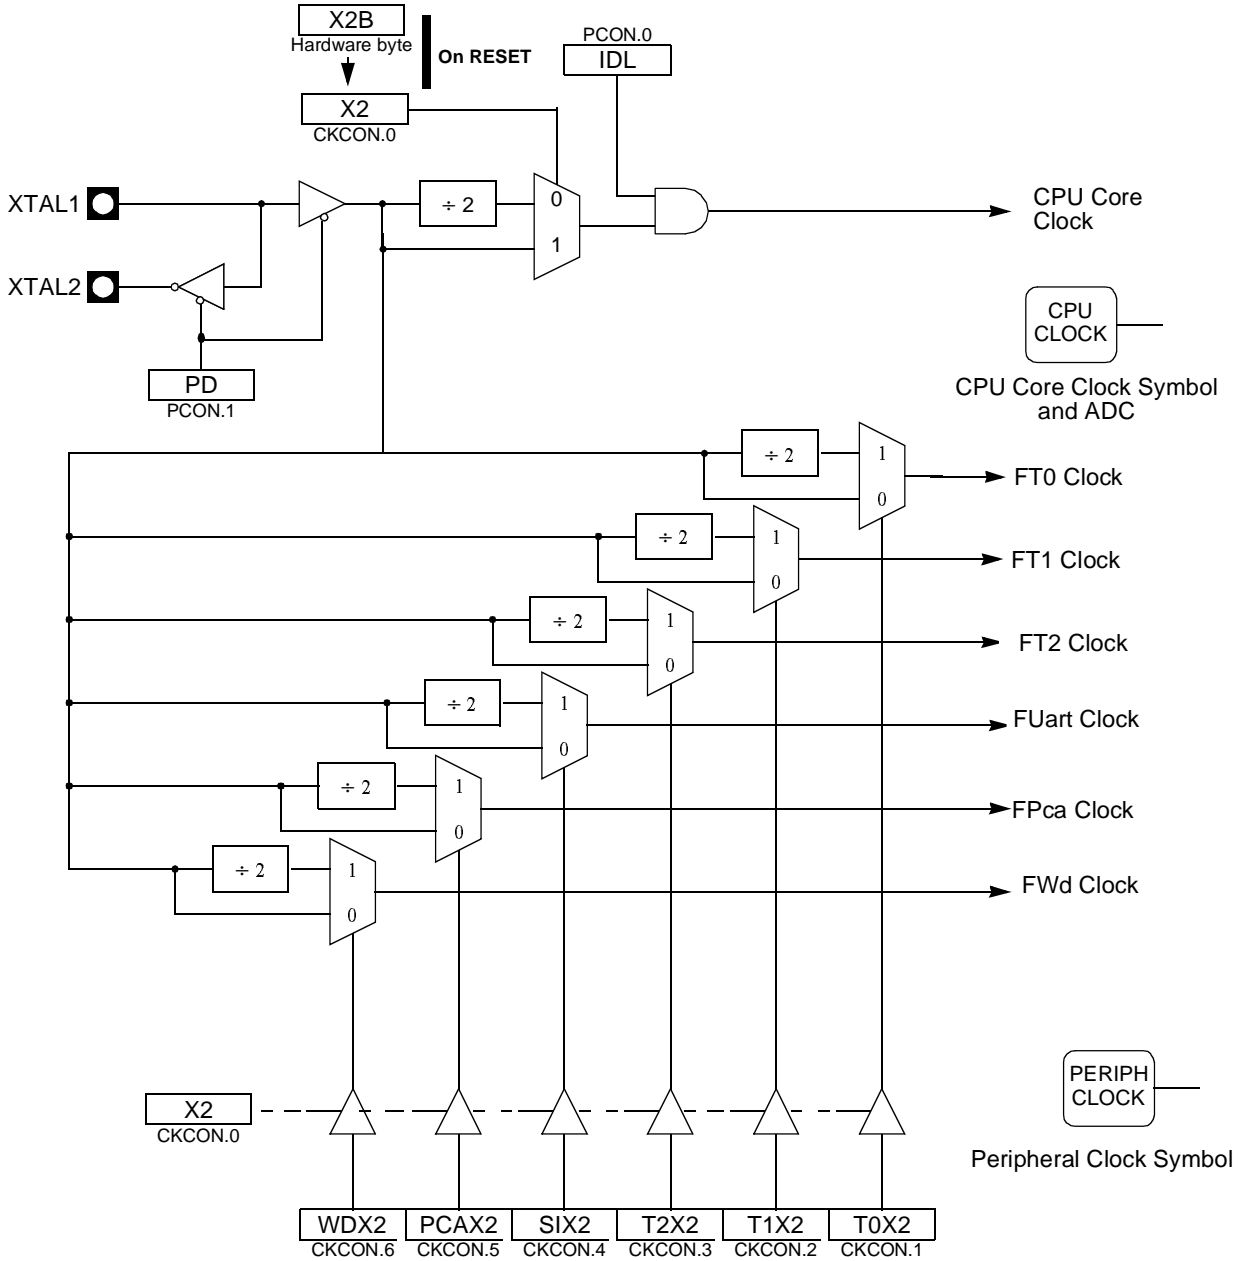 X2B
Hardware byte
On RESET
PCON.0
IDL
X2
CKCON.0
XTAL1
÷ 2
0
1
CPU Core
Clock
XTAL2
PD
PCON.1
CPU
CLOCK
CPU Core Clock Symbol
and ADC
÷ 2
1
0
FT0 Clock
÷ 2
1
0
FT1 Clock
÷ 2
1
0
FT2 Clock
÷ 2
1
0
FUart Clock
÷ 2
1
0
FPca Clock
÷ 2
1
0
FWd Clock
X2
CKCON.0
PERIPH
CLOCK
Peripheral Clock Symbol
WDX2 PCAX2 SIX2 T2X2 T1X2 T0X2
CKCON.6 CKCON.5 CKCON.4 CKCON.3 CKCON.2 CKCON.1